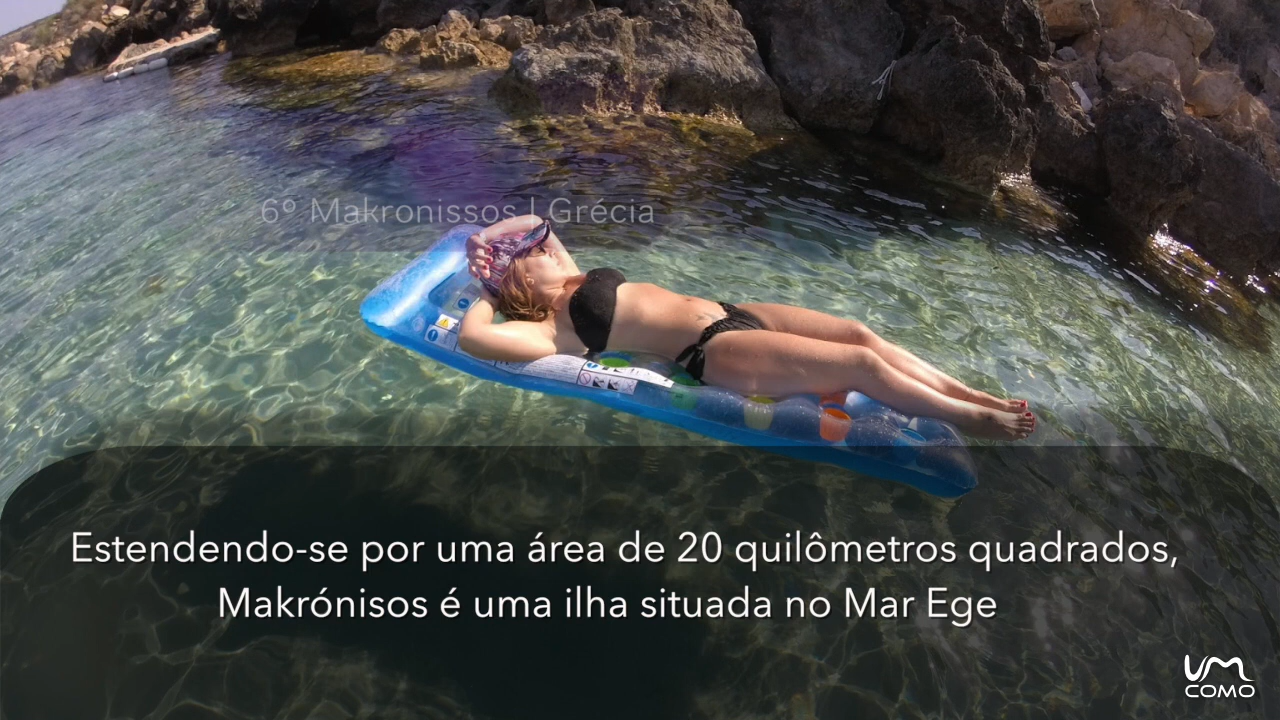 6º Makronissos | Grécia
Estendendo-se por uma área de 20 quilômetros quadrados,
Makrónisos é uma ilha situada no Mar Ege
UM
COMO